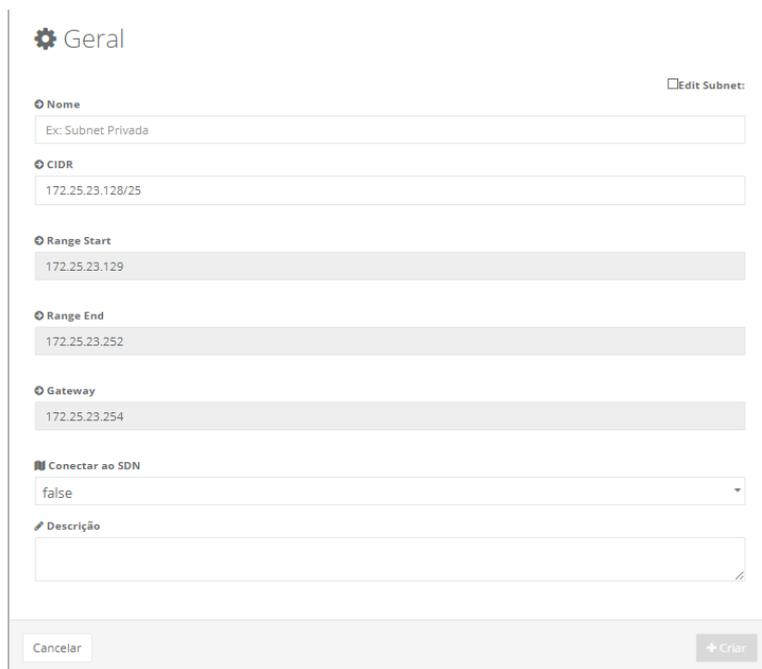 Geral
Edit Subnet:
Nome
Ex: Subnet Privada
CIDR
172.25.23.128/25
Range Start
172.25.23.129
Range End
172.25.23.252
Gateway
172.25.23.254
Conectar ao SDN
false
Descrição
Cancelar
+ Criar